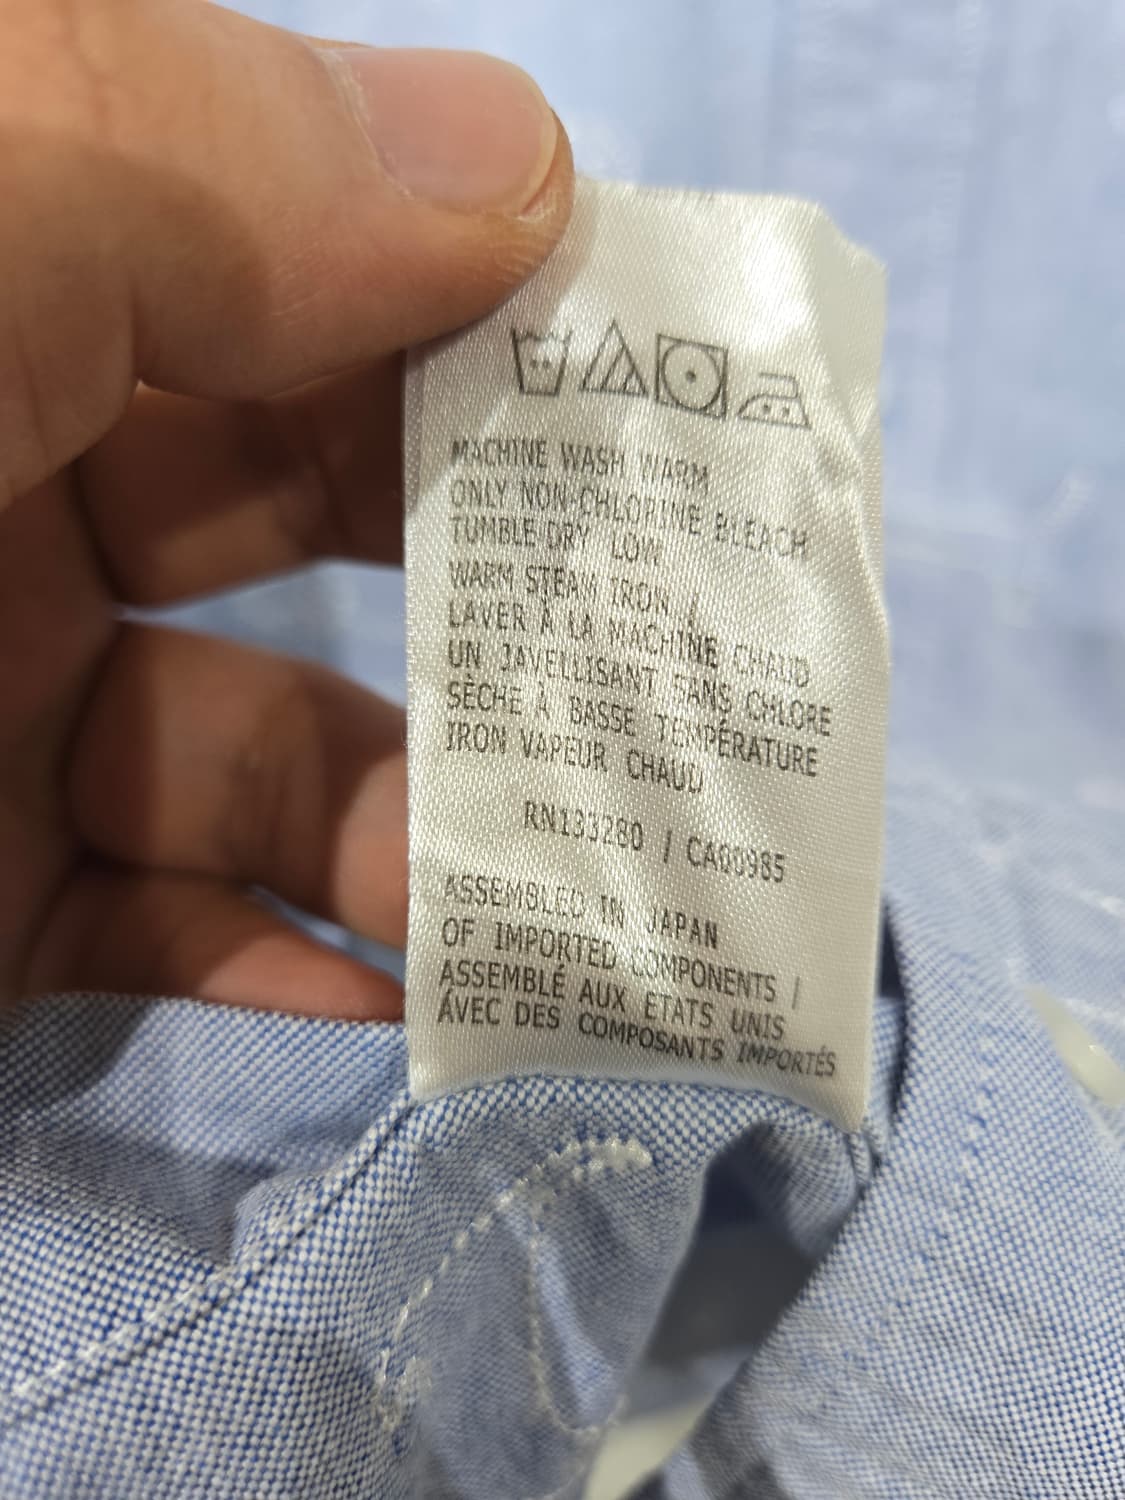 MACHINE WASH WARM
ONLY NON-CHLORINE BLEACH
TUMBLE DRY LOW
WARM STEAM IRON /
LAVER À LA MACHINE CHAUD
UN JAVELLISANT SANS CHLORE
SÈCHE À BASSE TEMPÉRATURE
IRON VAPEUR CHAUD
RN133280 / CA00985
ASSEMBLED IN JAPAN
OF IMPORTED COMPONENTS /
ASSEMBLÉ AUX ETATS UNIS
AVEC DES COMPOSANTS IMPORTÉS